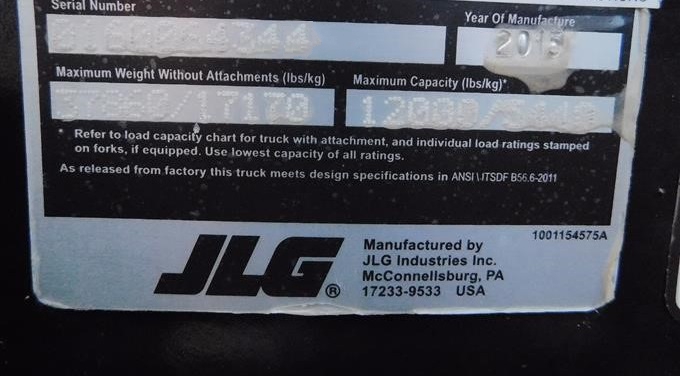 Serial Number
Year Of Manufacture
2015
Maximum Weight Without Attachments (lbs/kg)
Maximum Capacity (lbs/kg)*
* Refer to load capacity chart for truck with attachment, and individual load ratings stamped
on forks, if equipped. Use lowest capacity of all ratings.
As released from factory this truck meets design specifications in ANSI \ ITSDF B56.6-2011
1001154575A
JLG®
Manufactured by
JLG Industries Inc.
McConnellsburg, PA
17233-9533 USA